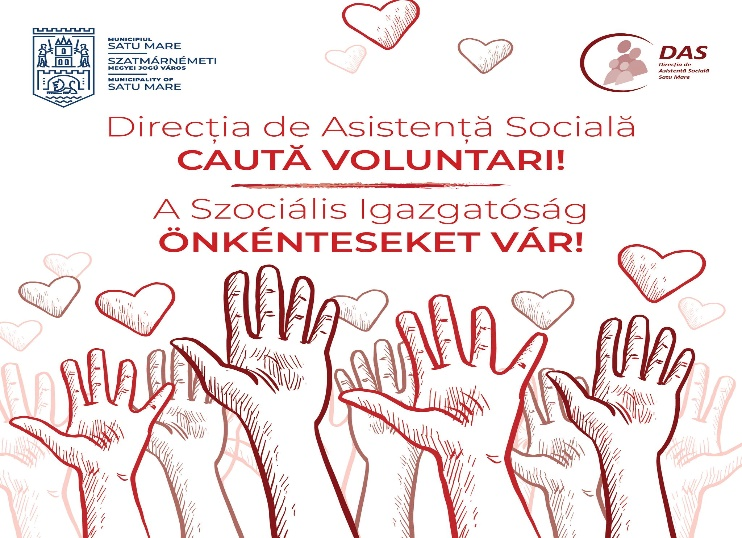 MUNICIPIUL
SATU MARE
SZATMÁRNÉMETI
MEGYEI JOGÚ VÁROS
MUNICIPALITY OF
SATU MARE
DAS
Direcția de
Asistență Socială
Satu Mare
Direcția de Asistență Socială
CAUTĂ VOLUNTARI!
A Szociális Igazgatóság
ÖNKÉNTESEKET VÁR!